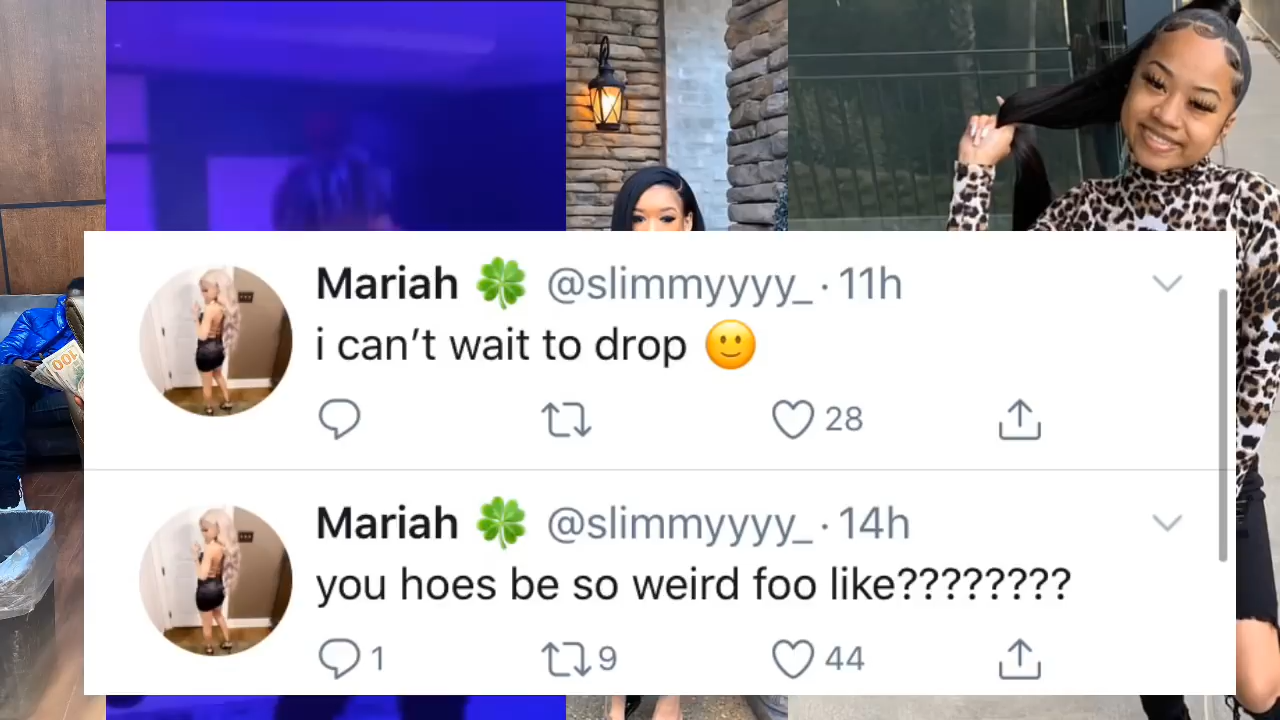 Mariah 🍀 @slimmyyyy_ · 11h
i can't wait to drop 🙂
28
Mariah 🍀 @slimmyyyy_ · 14h
you hoes be so weird foo like????????
1 9 44
100